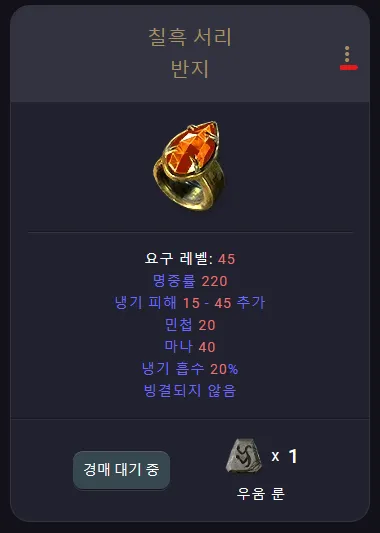 칠흑 서리
반지
요구 레벨: 45
명중률 220
냉기 피해 15 - 45 추가
민첩 20
마나 40
냉기 흡수 20%
빙결되지 않음
경매 대기 중
x 1
우움 룬